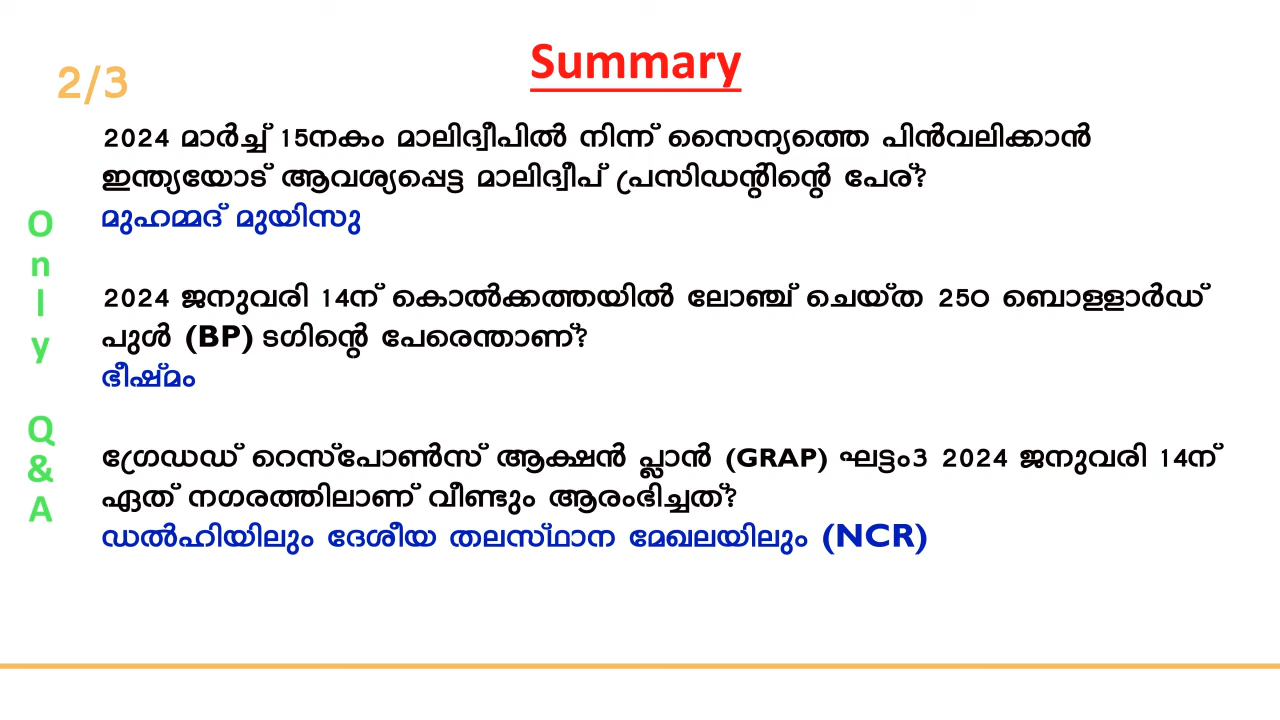 Summary
2/3
2024 മാർച്ച് 15നകം മാലിദ്വീപിൽ നിന്ന് സൈന്യത്തെ പിൻവലിക്കാൻ
ഇന്ത്യയോട് ആവശ്യപ്പെട്ട മാലിദ്വീപ് പ്രസിഡന്റിന്റെ പേര്?
മുഹമ്മദ് മുയിസു
2024 ജനുവരി 14ന് കൊൽക്കത്തയിൽ ലോഞ്ച് ചെയ്ത 25ഠ ബൊള്ളാർഡ്
പുൾ (BP) ടഗിന്റെ പേരെന്താണ്?
ഭീഷ്മം
ഗ്രേഡഡ് റെസ്പോൺസ് ആക്ഷൻ പ്ലാൻ (GRAP) ഘട്ടം3 2024 ജനുവരി 14ന്
ഏത് നഗരത്തിലാണ് വീണ്ടും ആരംഭിച്ചത്?
ഡൽഹിയിലും ദേശീയ തലസ്ഥാന മേഖലയിലും (NCR)
Only
Q&A